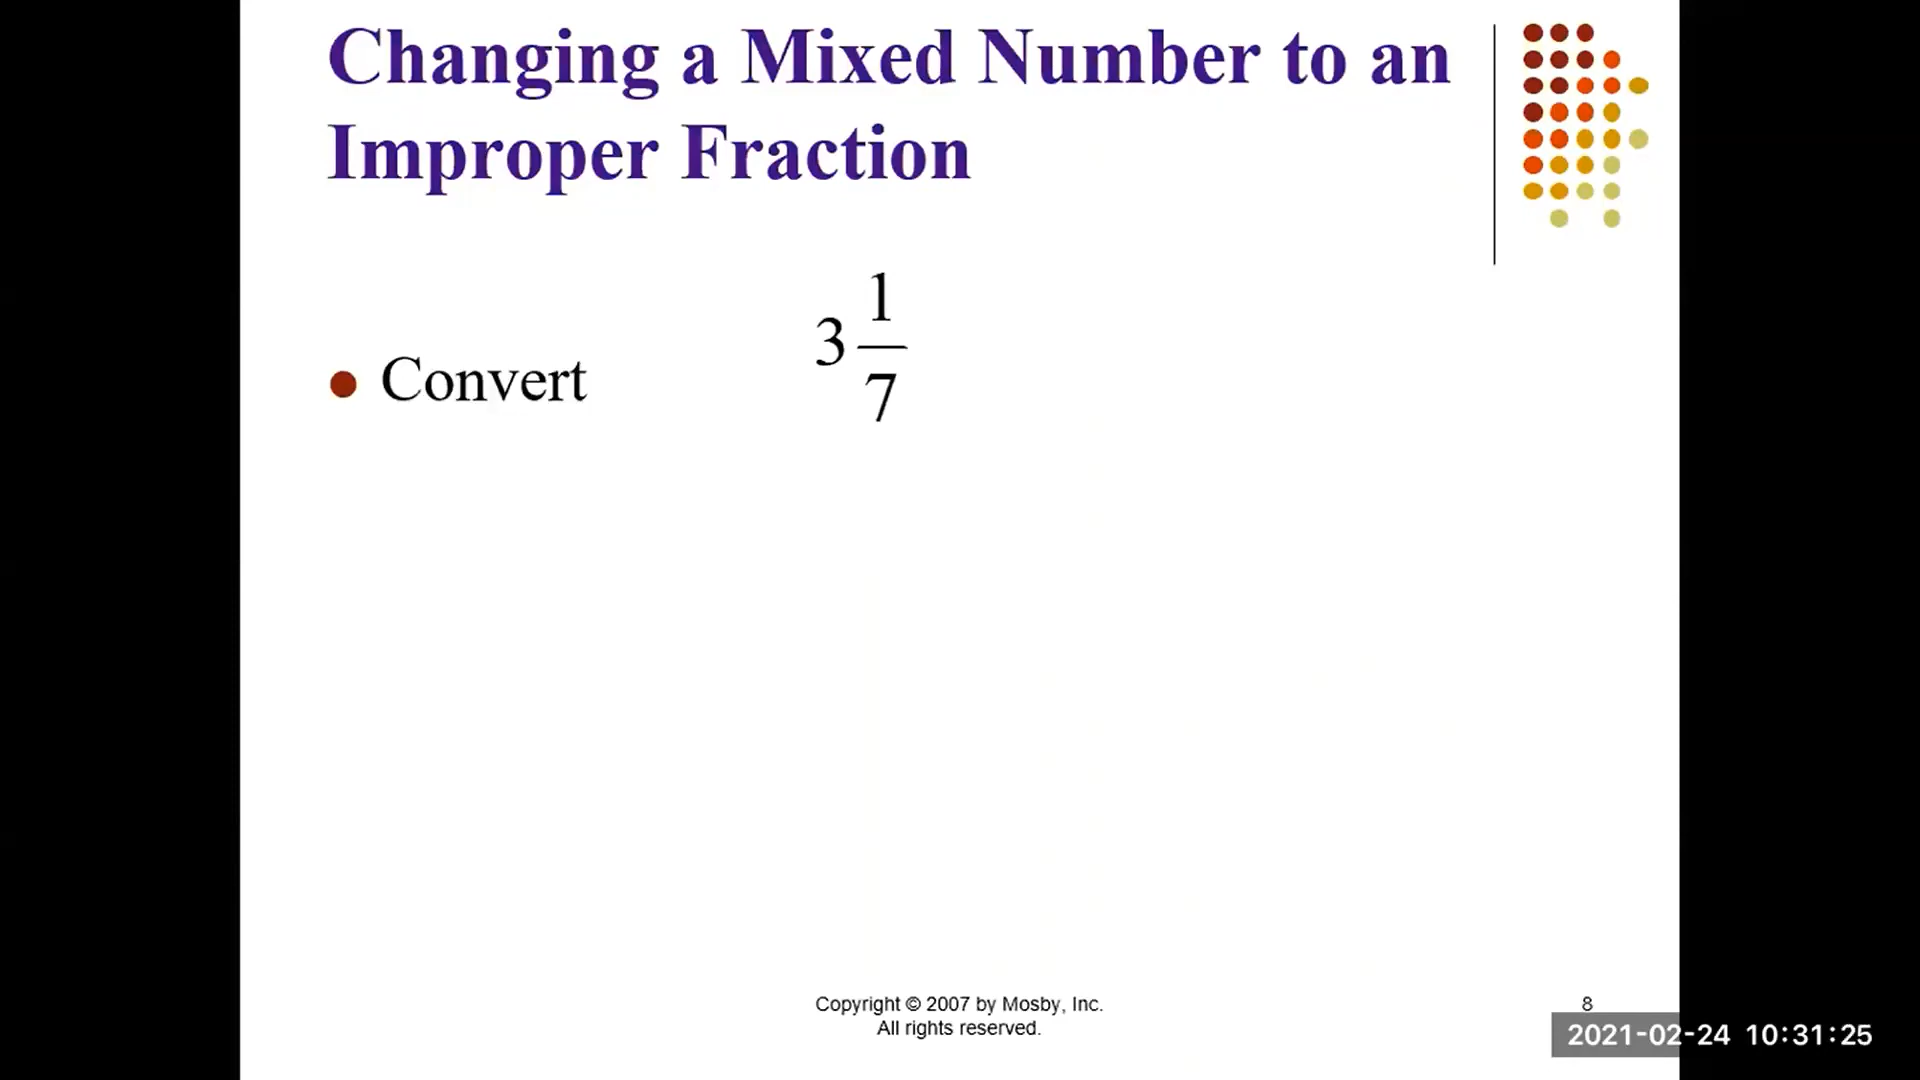 Changing a Mixed Number to an
Improper Fraction
• Convert 3 1/7
Copyright © 2007 by Mosby, Inc.
All rights reserved.
8
2021-02-24 10:31:25